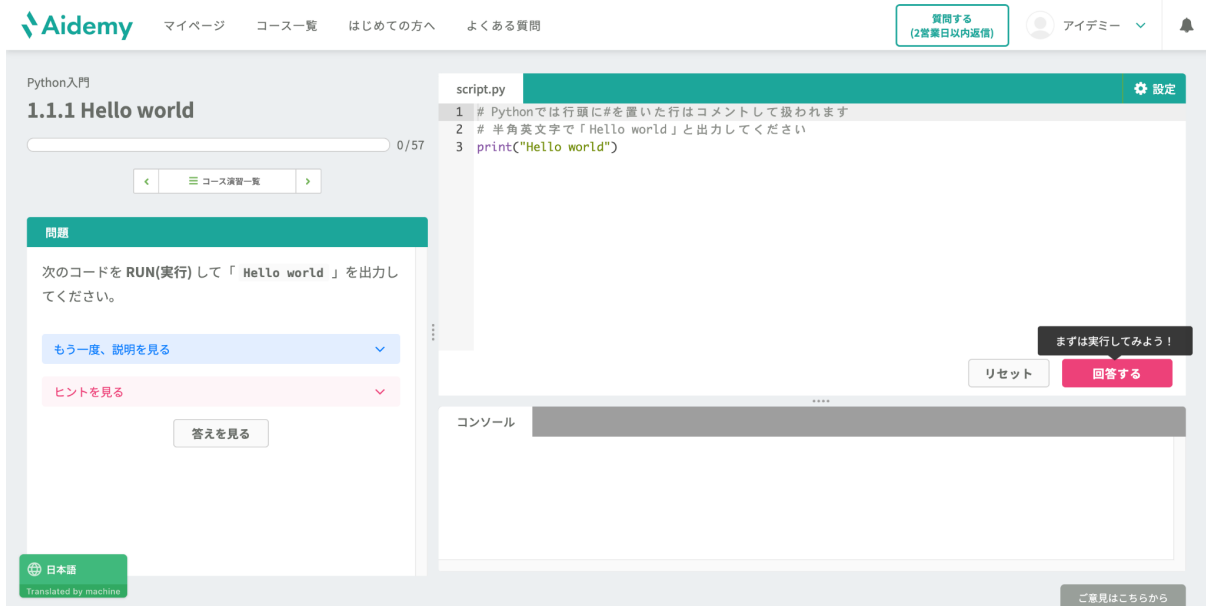 Aidemy
マイページ
コース一覧
はじめての方へ
よくある質問
質問する
(2営業日以内返信)
アイデミー
Python入門
1.1.1 Hello world
0/57
コース演習一覧
問題
次のコードを RUN(実行) して「 Hello world 」を出力し
てください。
もう一度、説明を見る
ヒントを見る
答えを見る
script.py
設定
1 # Pythonでは行頭に#を置いた行はコメントして扱われます
2 # 半角英文字で「Hello world」と出力してください
3 print("Hello world")
まずは実行してみよう！
リセット
回答する
コンソール
日本語
Translated by machine
ご意見はこちらから